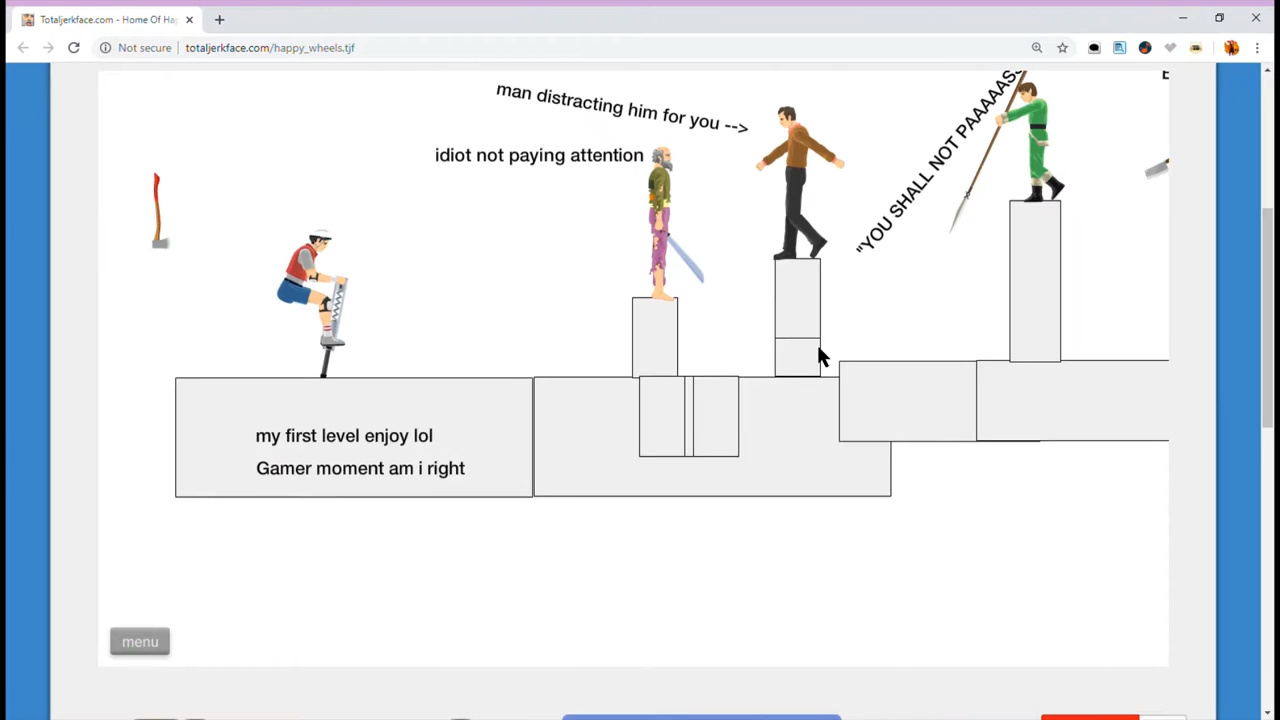 Totaljerkface.com - Home Of Ha
Not secure
totaljerkface.com/happy_wheels.tjf
man distracting him for you -->
idiot not paying attention
"YOU SHALL NOT PAAAAAS
my first level enjoy lol
Gamer moment am i right
menu